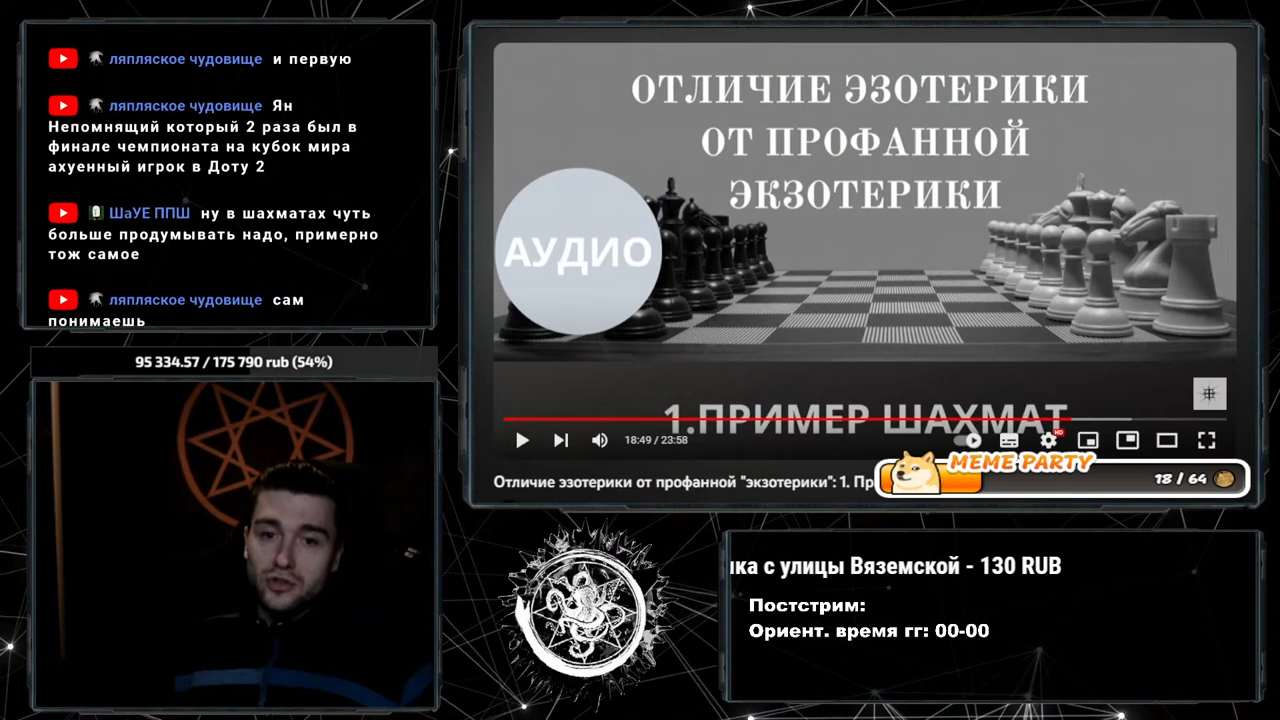 ляпляское чудовище и первую
ляпляское чудовище Ян
Непомнящий который 2 раза был в
финале чемпионата на кубок мира
ахуенный игрок в Доту 2
ШаУЕ ППШ ну в шахматах чуть
больше продумывать надо, примерно
тож самое
ляпляское чудовище сам
понимаешь
95 334.57 / 175 790 rub (54%)
ОТЛИЧИЕ ЭЗОТЕРИКИ
ОТ ПРОФАННОЙ
ЭКЗОТЕРИКИ
АУДИО
1.ПРИМЕР ШАХМАТ
18:49 / 23:58
HD
Отличие эзотерики от профанной "экзотерики": 1. Пр
MEME PARTY
18 / 64
ка с улицы Вяземской - 130 RUB
Постстрим:
Ориент. время гг: 00-00